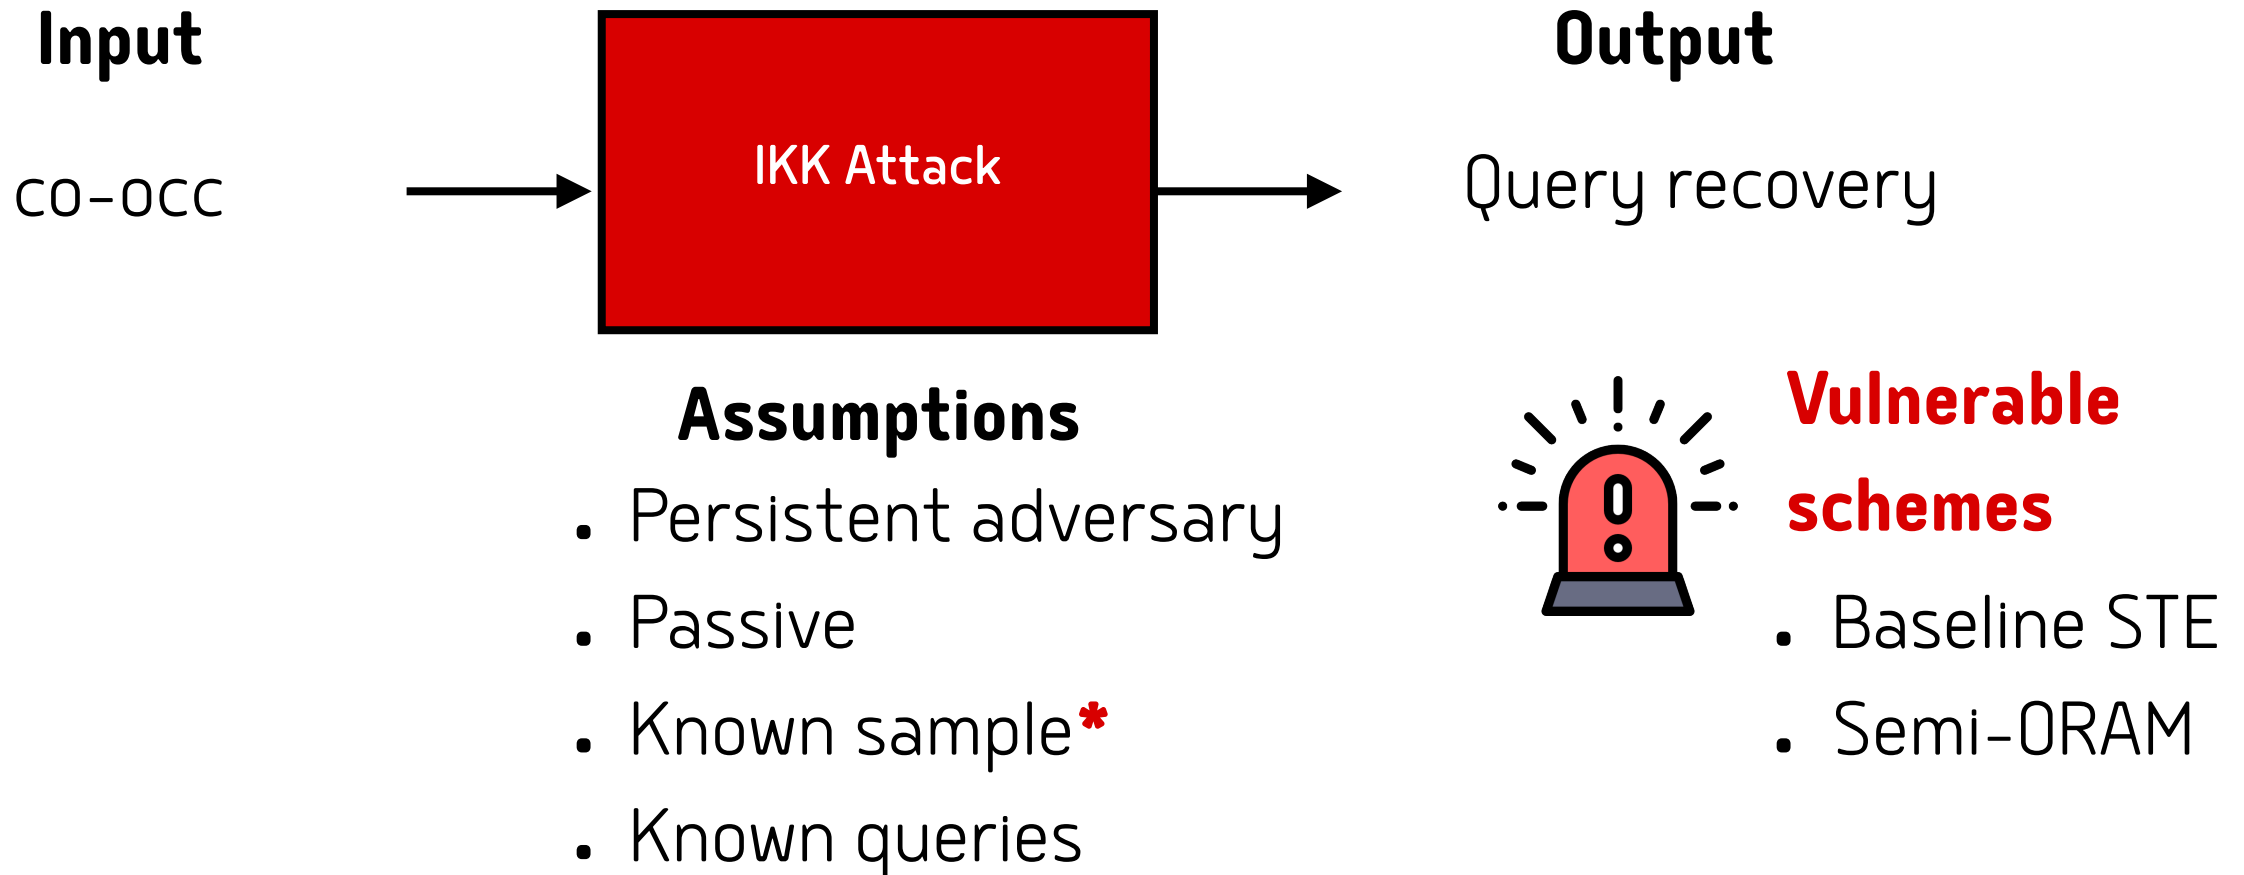 Input
co-occ
IKK Attack
Output
Query recovery
Assumptions
. Persistent adversary
. Passive
. Known sample*
. Known queries
Vulnerable
schemes
. Baseline STE
. Semi-ORAM